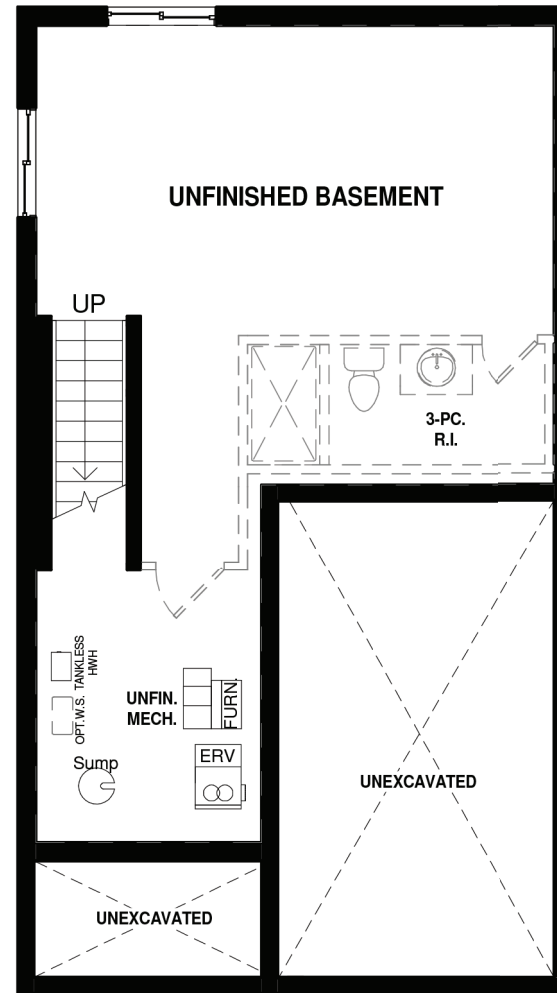 UNFINISHED BASEMENT
UP
3-PC.
R.I.
TANKLESS
HWH
OPT.W.S.
UNFIN.
MECH.
FURN.
ERV
Sump
UNEXCAVATED
UNEXCAVATED